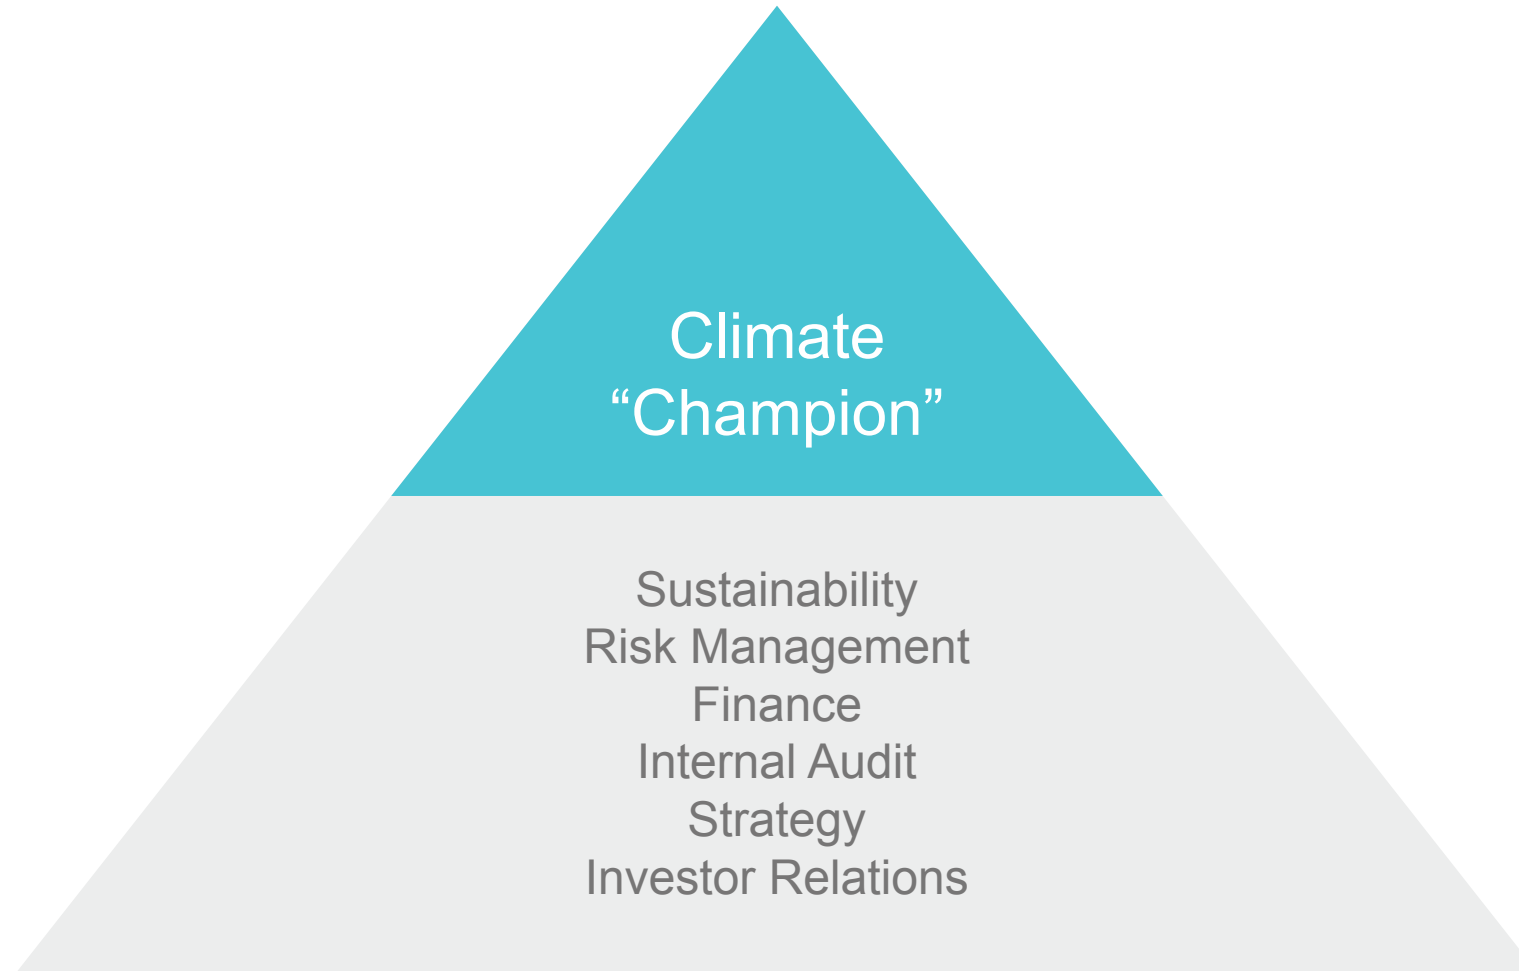 Climate
“Champion”
Sustainability
Risk Management
Finance
Internal Audit
Strategy
Investor Relations